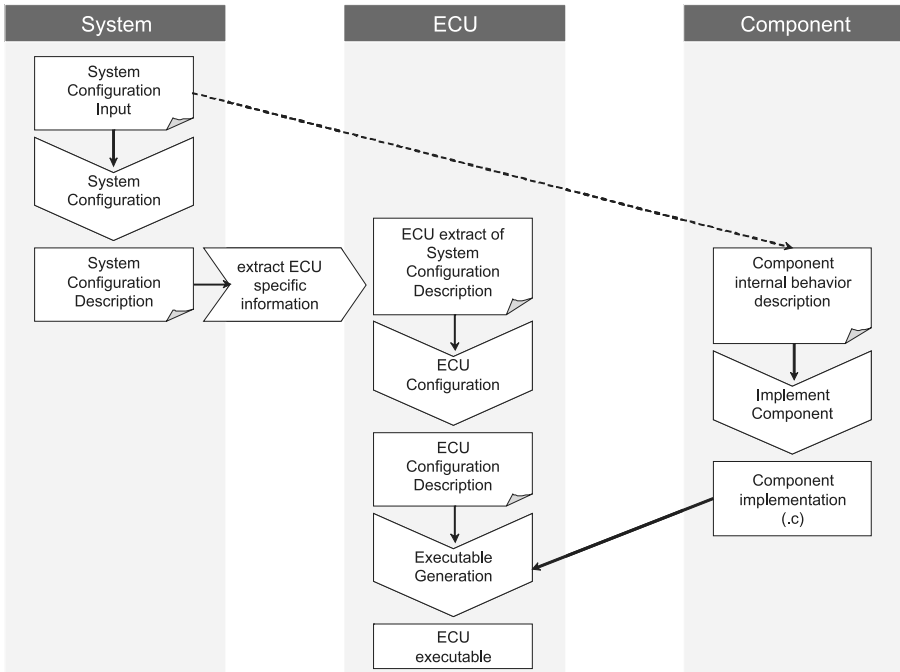 System
ECU
Component
System
Configuration
Input
System
Configuration
System
Configuration
Description
extract ECU
specific
information
ECU extract of
System
Configuration
Description
ECU
Configuration
ECU
Configuration
Description
Executable
Generation
ECU
executable
Component
internal behavior
description
Implement
Component
Component
implementation
(.c)